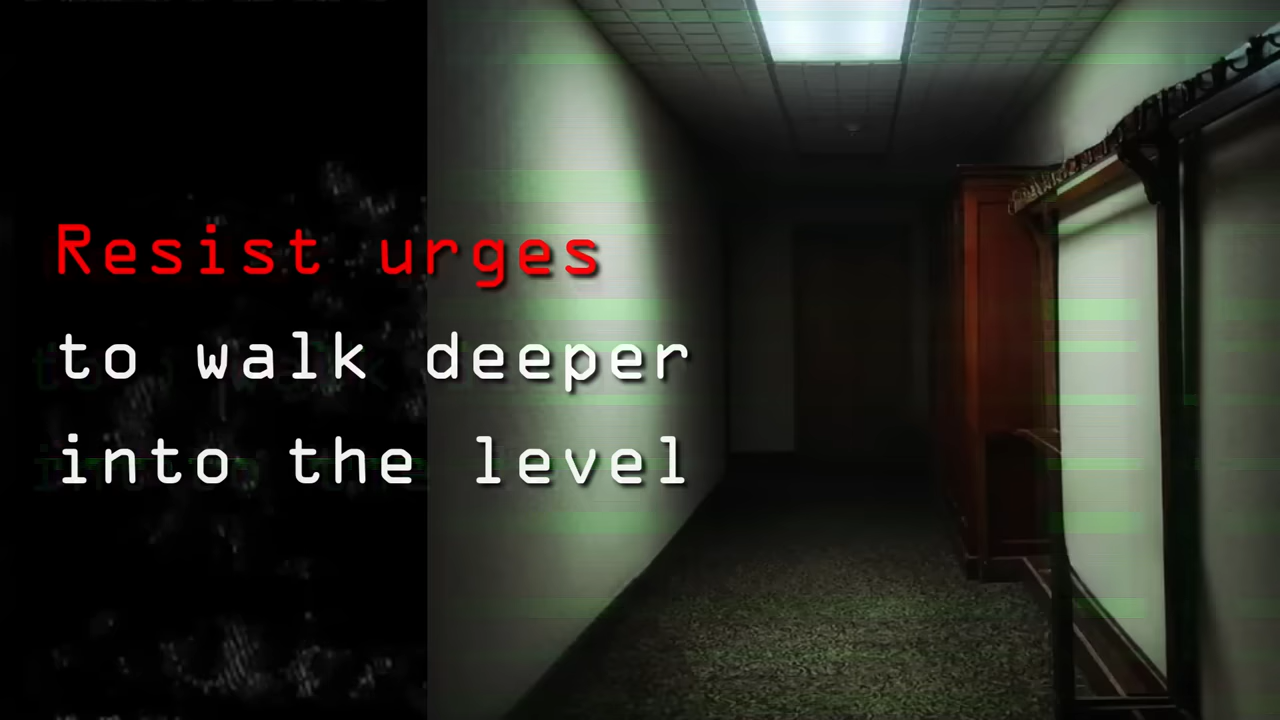 Resist urges
to walk deeper
into the level